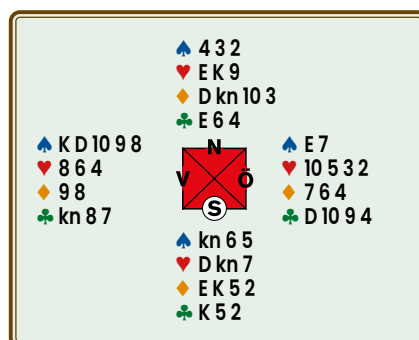 ♠ 4 3 2
♥ E K 9
♦ D kn 10 3
♣ E 6 4
♠ K D 10 9 8
♥ 8 6 4
♦ 9 8
♣ kn 8 7
N
V Ö
S
♠ E 7
♥ 10 5 3 2
♦ 7 6 4
♣ D 10 9 4
♠ kn 6 5
♥ D kn 7
♦ E K 5 2
♣ K 5 2